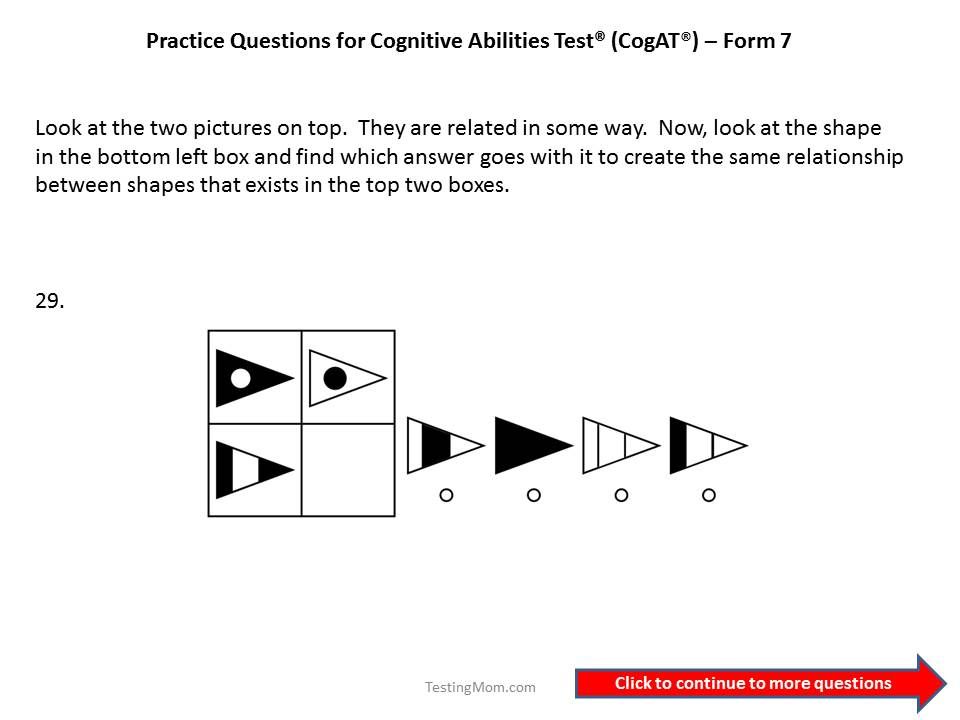 Practice Questions for Cognitive Abilities Test® (CogAT®) – Form 7
Look at the two pictures on top.  They are related in some way.  Now, look at the shape
in the bottom left box and find which answer goes with it to create the same relationship
between shapes that exists in the top two boxes.
29.
TestingMom.com
Click to continue to more questions